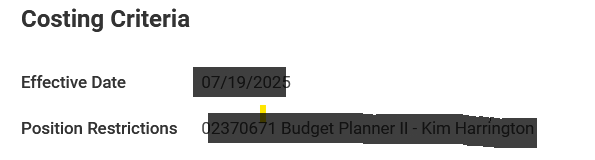 Costing Criteria
Effective Date 07/19/2025
Position Restrictions 02370671 Budget Planner II - Kim Harrington